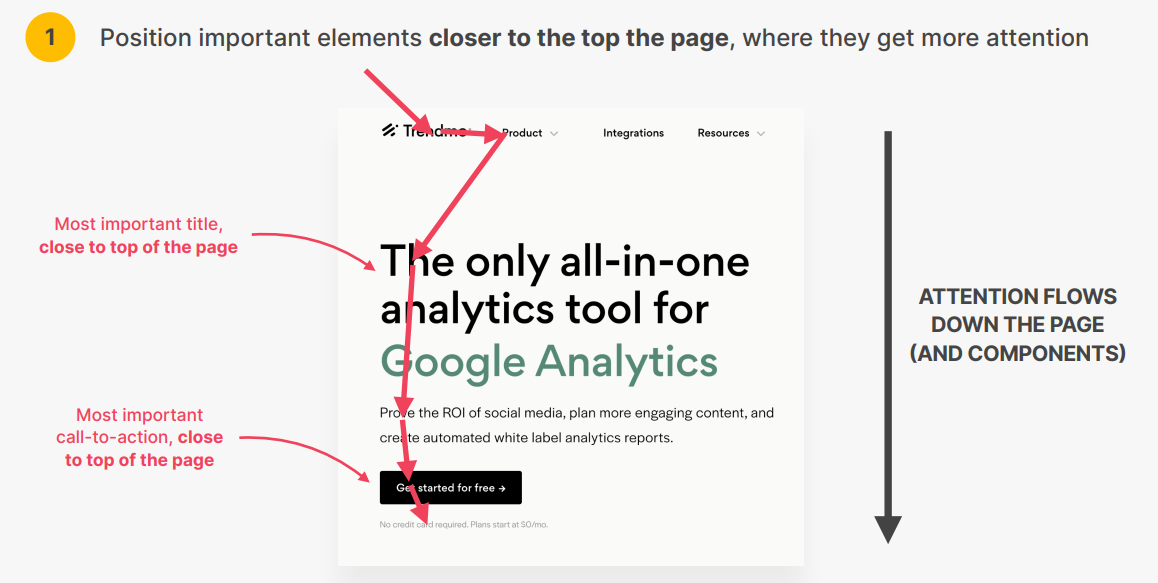 1
Position important elements closer to the top the page, where they get more attention
Product
Integrations
Resources
Most important title,
close to top of the page
The only all-in-one
analytics tool for
Google Analytics
ATTENTION FLOWS
DOWN THE PAGE
(AND COMPONENTS)
Prove the ROI of social media, plan more engaging content, and
create automated white label analytics reports.
Most important
call-to-action, close
to top of the page
Get started for free →
No credit card required. Plans start at $0/mo.